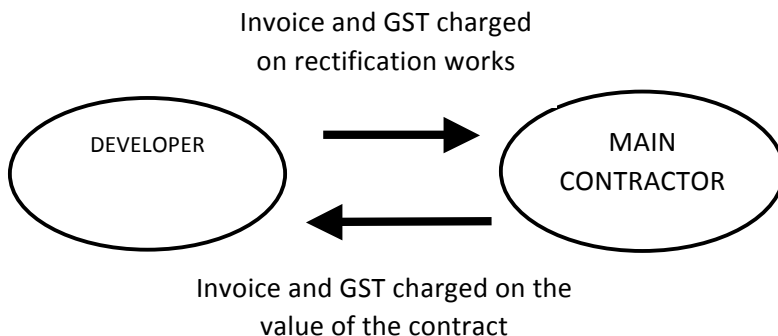 Invoice and GST charged
on rectification works
DEVELOPER
MAIN
CONTRACTOR
Invoice and GST charged on the
value of the contract